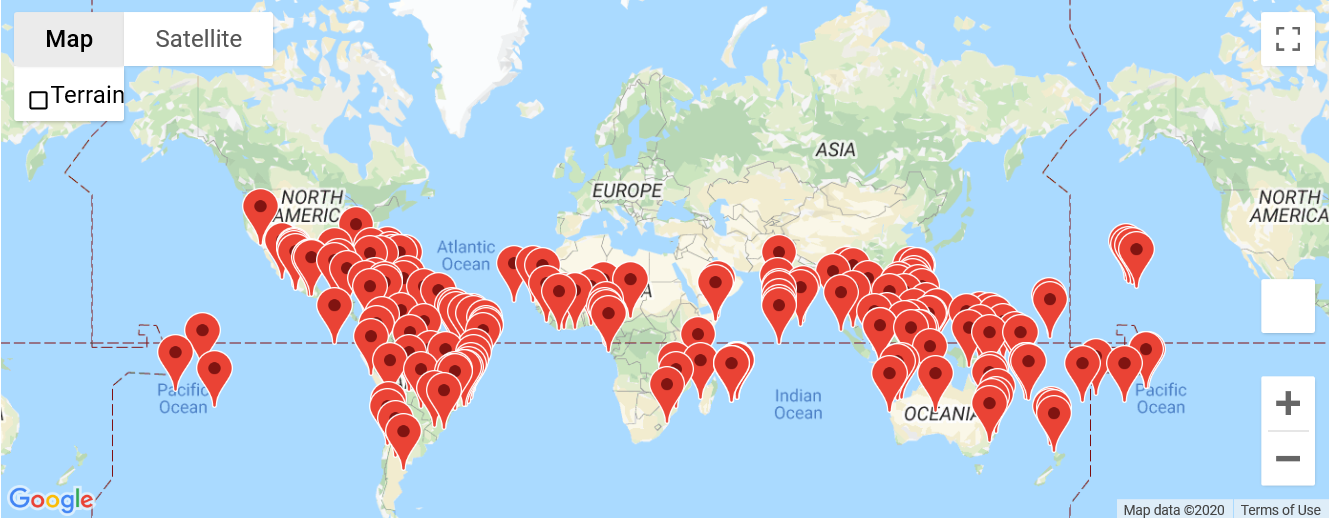 Map Satellite
Terrain
ASIA
EUROPE
NORTH
AMERIC
NORTH
AMERICA
Atlantic
Ocean
A
Pacific
Ocean
A
Indian
Ocean
OCEANIA
Pacific
Ocean
Google
Map data ©2020 Terms of Use